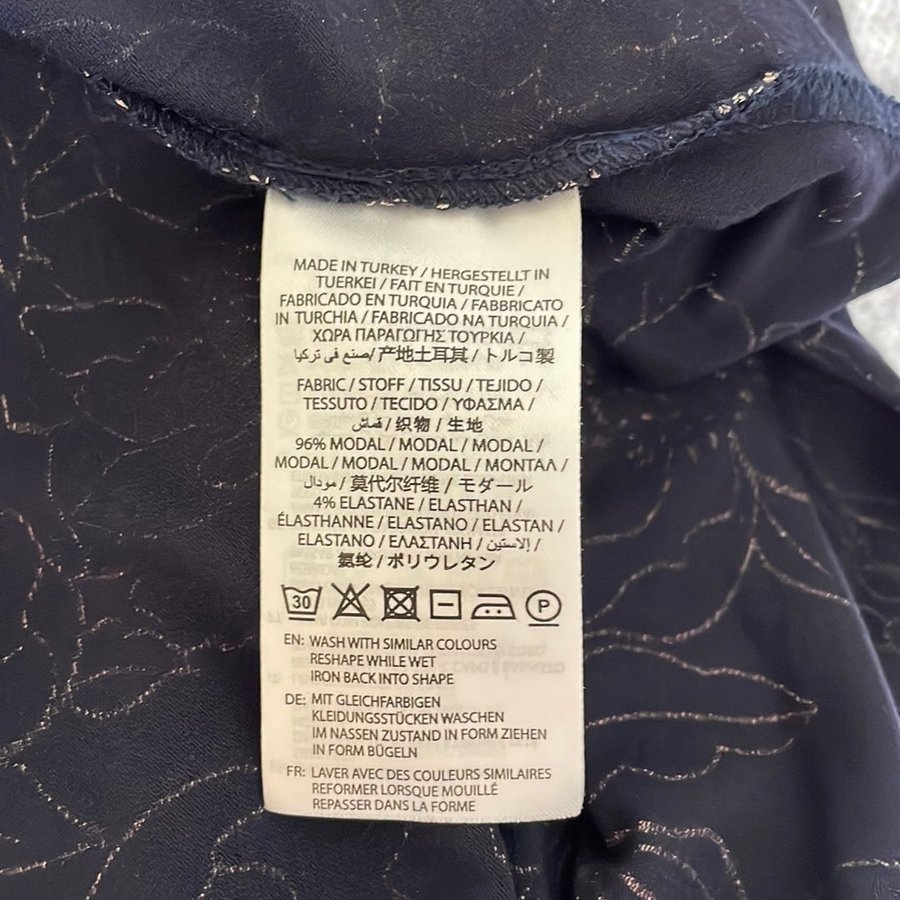 MADE IN TURKEY / HERGESTELLT IN
TUERKEI / FAIT EN TURQUIE /
FABRICADO EN TURQUIA / FABBRICATO
IN TURCHIA / FABRICADO NA TURQUIA /
ΧΩΡΑ ΠΑΡΑΓΩΓΗΣ ΤΟΥΡΚΙΑ /
صنع في تركيا / 产地土耳其 / トルコ製
FABRIC / STOFF / TISSU / TEJIDO /
TESSUTO / TECIDO / ΥΦΑΣΜΑ /
قماش / 织物 / 生地
96% MODAL / MODAL / MODAL /
MODAL / MODAL / MODAL / ΜΟΝΤΑΛ /
مودال / 莫代尔纤维 / モダール
4% ELASTANE / ELASTHAN /
ÉLASTHANNE / ELASTANO / ELASTAN /
ELASTANO / ΕΛΑΣΤΑΝΗ / إلاستين /
氨纶 / ポリウレタン
30 P
EN: WASH WITH SIMILAR COLOURS
RESHAPE WHILE WET
IRON BACK INTO SHAPE
DE: MIT GLEICHFARBIGEN
KLEIDUNGSSTÜCKEN WASCHEN
IM NASSEN ZUSTAND IN FORM ZIEHEN
IN FORM BÜGELN
FR: LAVER AVEC DES COULEURS SIMILAIRES
REFORMER LORSQUE MOUILLÉ
REPASSER DANS LA FORME